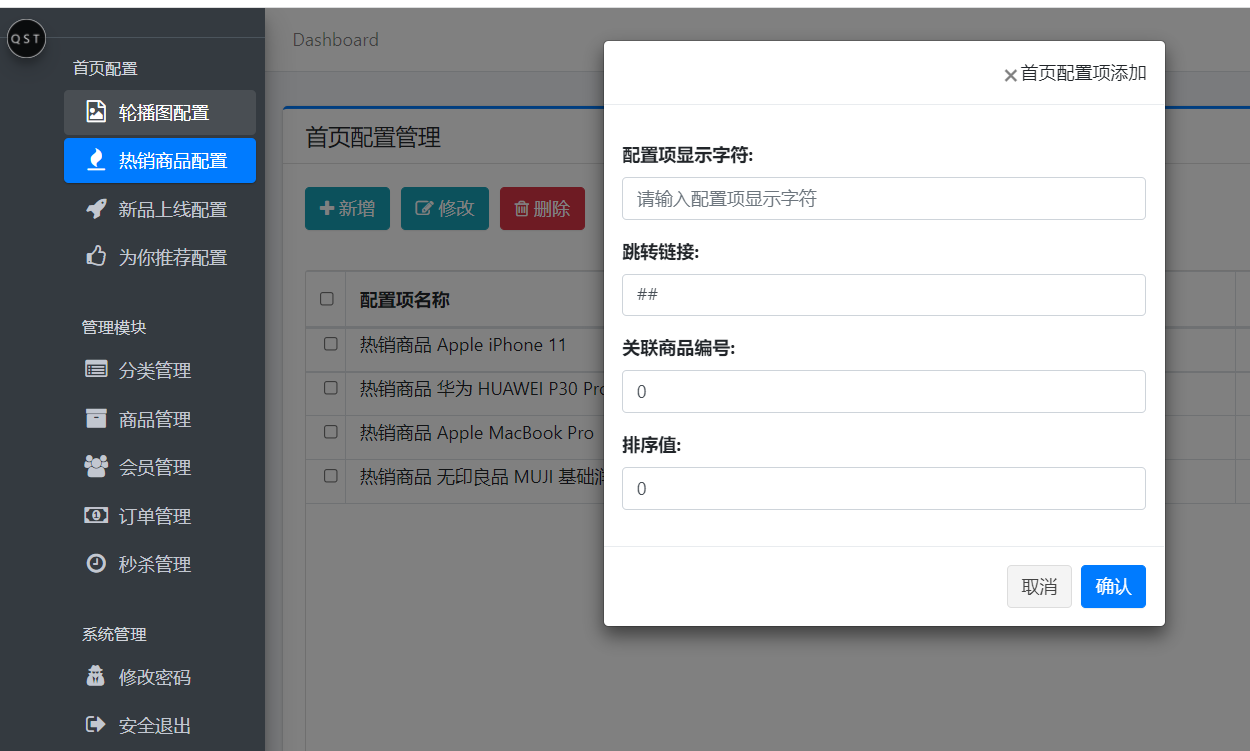 QST
首页配置
轮播图配置
热销商品配置
新品上线配置
为你推荐配置
管理模块
分类管理
商品管理
会员管理
订单管理
秒杀管理
系统管理
修改密码
安全退出
Dashboard
首页配置管理
新增
修改
删除
配置项名称
热销商品 Apple iPhone 11
热销商品 华为 HUAWEI P30 Pro
热销商品 Apple MacBook Pro
热销商品 无印良品 MUJI 基础
×首页配置项添加
配置项显示字符:
请输入配置项显示字符
跳转链接:
##
关联商品编号:
0
排序值:
0
取消
确认